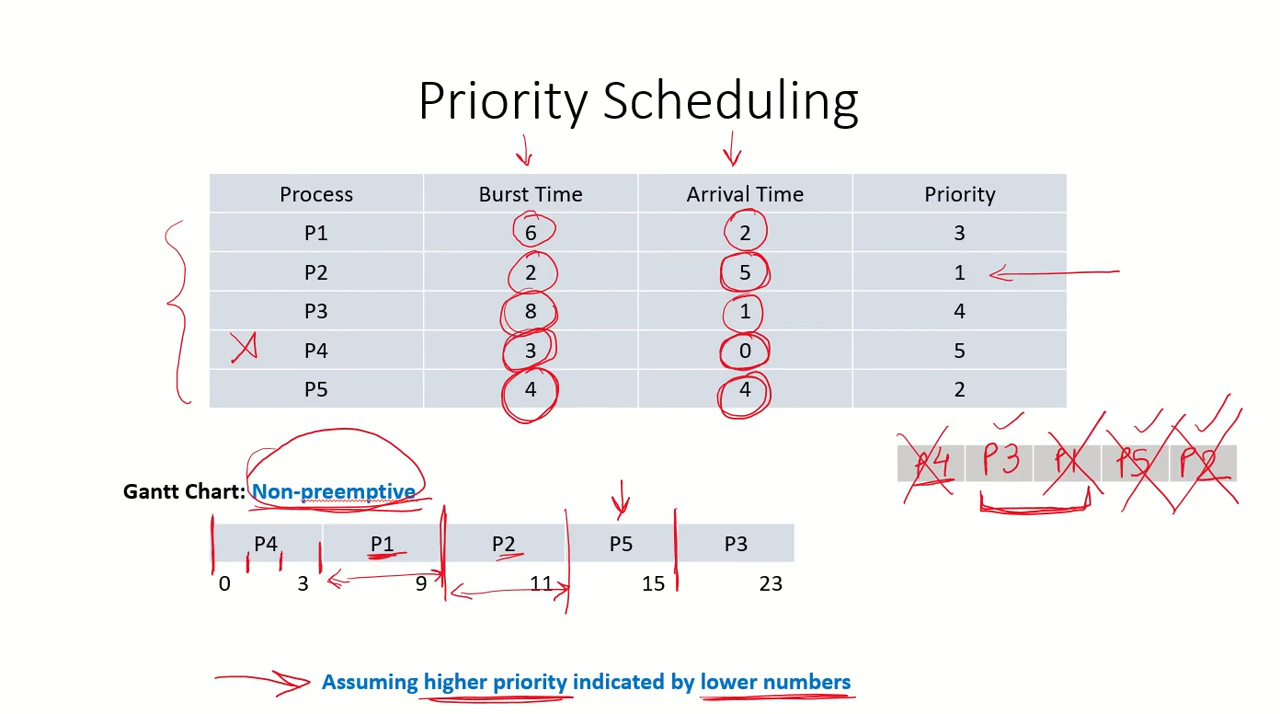 Priority Scheduling
Process Burst Time Arrival Time Priority
P1 6 2 3
P2 2 5 1
P3 8 1 4
P4 3 0 5
P5 4 4 2
P4 P3 P1 P5 P2
Gantt Chart: Non-preemptive
P4 P1 P2 P5 P3
0 3 9 11 15 23
Assuming higher priority indicated by lower numbers